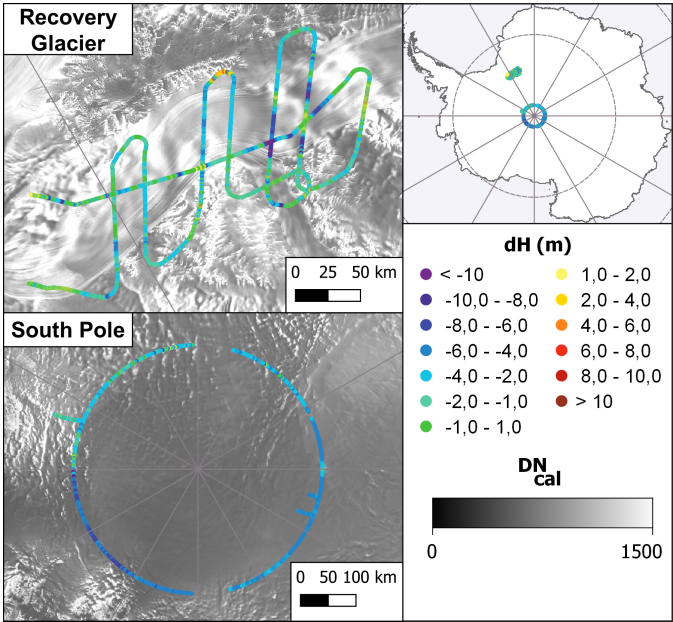 Recovery
Glacier
0 25 50 km
South Pole
0 50 100 km
dH (m)
< -10
-10,0 - -8,0
-8,0 - -6,0
-6,0 - -4,0
-4,0 - -2,0
-2,0 - -1,0
-1,0 - 1,0
1,0 - 2,0
2,0 - 4,0
4,0 - 6,0
6,0 - 8,0
8,0 - 10,0
> 10
DN
cal
0 1500